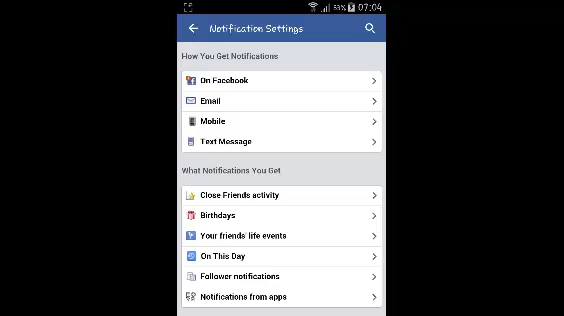 53% 07:04
Notification Settings
How You Get Notifications
On Facebook
Email
Mobile
Text Message
What Notifications You Get
Close Friends activity
Birthdays
Your friends' life events
On This Day
Follower notifications
Notifications from apps